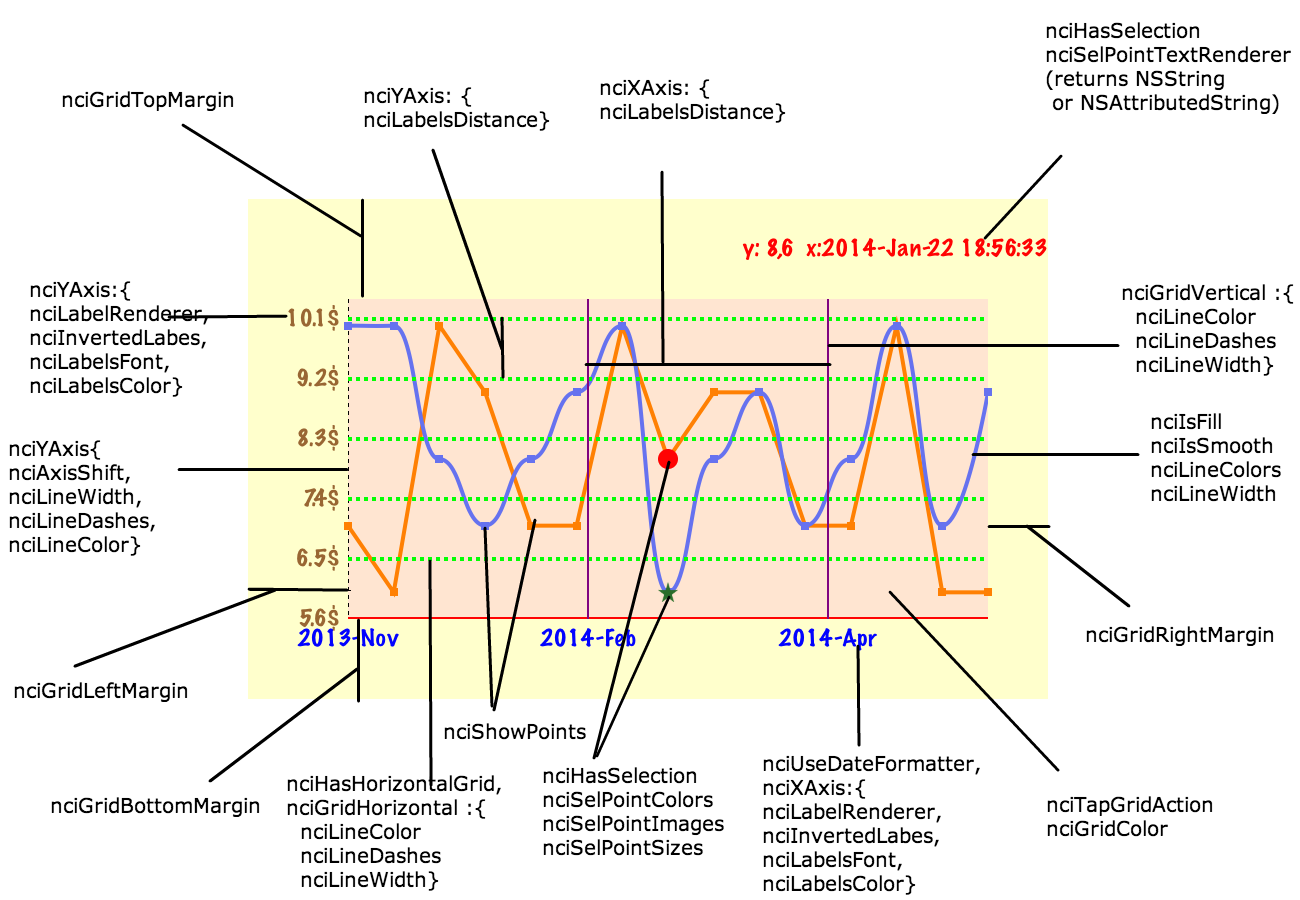 nciHasSelection
nciSelPointTextRenderer
(returns NSString
or NSAttributedString)
nciGridTopMargin
nciYAxis: {
nciLabelsDistance}
nciXAxis: {
nciLabelsDistance}
y: 8,6 x:2014-Jan-22 18:56:33
nciYAxis:{
nciLabelRenderer,
nciInvertedLabes,
nciLabelsFont,
nciLabelsColor}
10.1$
9.2$
8.3$
7.4$
6.5$
5.6$
nciGridVertical :{
nciLineColor
nciLineDashes
nciLineWidth}
nciIsFill
nciIsSmooth
nciLineColors
nciLineWidth
nciYAxis{
nciAxisShift,
nciLineWidth,
nciLineDashes,
nciLineColor}
2013-Nov
2014-Feb
2014-Apr
nciGridRightMargin
nciGridLeftMargin
nciShowPoints
nciGridBottomMargin
nciHasHorizontalGrid,
nciGridHorizontal :{
nciLineColor
nciLineDashes
nciLineWidth}
nciHasSelection
nciSelPointColors
nciSelPointImages
nciSelPointSizes
nciUseDateFormatter,
nciXAxis:{
nciLabelRenderer,
nciInvertedLabes,
nciLabelsFont,
nciLabelsColor}
nciTapGridAction
nciGridColor